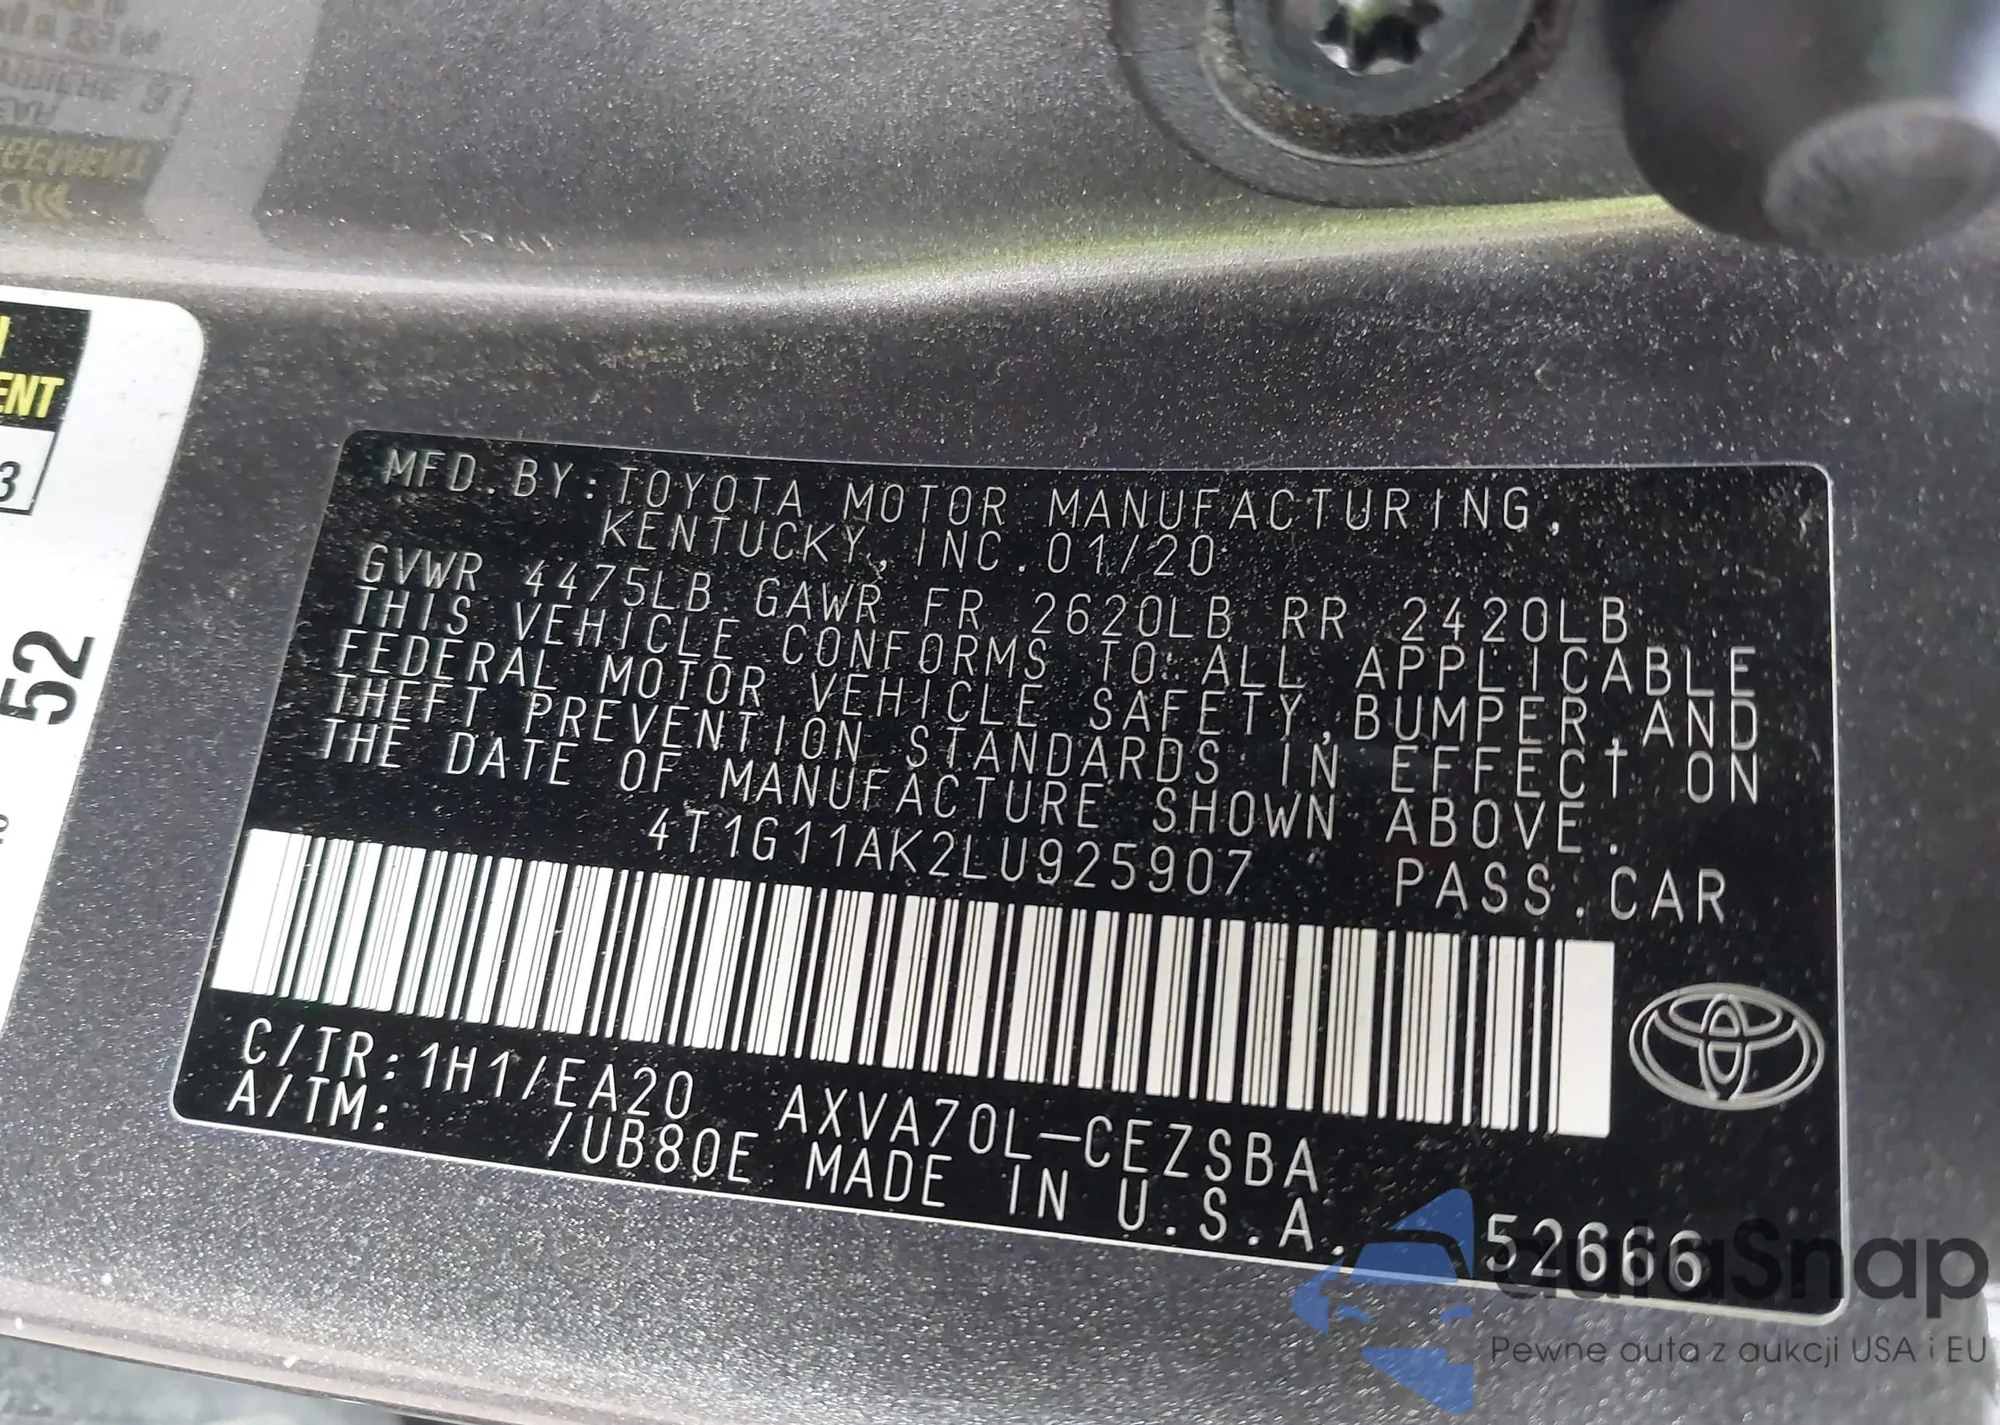 ENT
3
52
MFD.BY:TOYOTA MOTOR MANUFACTURING,
KENTUCKY, INC.01/20
GVWR 4475LB GAWR FR 2620LB RR 2420LB
THIS VEHICLE CONFORMS TO ALL APPLICABLE
FEDERAL MOTOR VEHICLE SAFETY,BUMPER,AND
THEFT PREVENTION STANDARDS IN EFFECT ON
THE DATE OF MANUFACTURE SHOWN ABOVE.
4T1G11AK2LU925907 PASS.CAR
C/TR:1H1/EA20 AXVA70L-CEZSBA
A/TM: /UB80E MADE IN U.S.A.
52666
autaSnap
Pewne auta z aukcji USA i EU